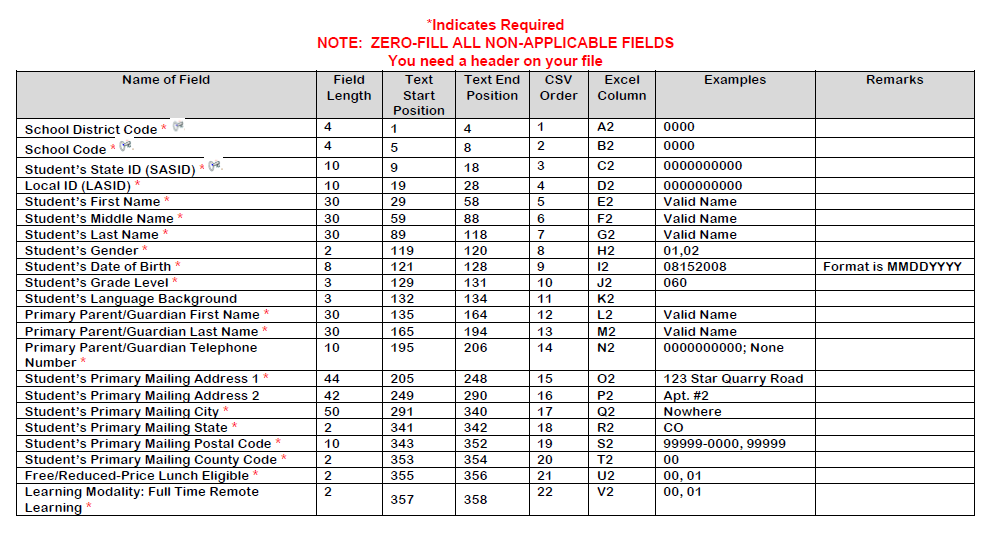 *Indicates Required
NOTE: ZERO-FILL ALL NON-APPLICABLE FIELDS
You need a header on your file
Name of Field Field Length Text Start Position Text End Position CSV Order Excel Column Examples Remarks
School District Code * 4 1 4 1 A2 0000
School Code * 4 5 8 2 B2 0000
Student's State ID (SASID) * 10 9 18 3 C2 0000000000
Local ID (LASID) * 10 19 28 4 D2 0000000000
Student's First Name * 30 29 58 5 E2 Valid Name
Student's Middle Name * 30 59 88 6 F2 Valid Name
Student's Last Name * 30 89 118 7 G2 Valid Name
Student's Gender * 2 119 120 8 H2 01,02
Student's Date of Birth * 8 121 128 9 I2 08152008 Format is MMDDYYYY
Student's Grade Level * 3 129 131 10 J2 060
Student's Language Background 3 132 134 11 K2
Primary Parent/Guardian First Name * 30 135 164 12 L2 Valid Name
Primary Parent/Guardian Last Name * 30 165 194 13 M2 Valid Name
Primary Parent/Guardian Telephone Number * 10 195 206 14 N2 0000000000; None
Student's Primary Mailing Address 1 * 44 205 248 15 O2 123 Star Quarry Road
Student's Primary Mailing Address 2 42 249 290 16 P2 Apt. #2
Student's Primary Mailing City * 50 291 340 17 Q2 Nowhere
Student's Primary Mailing State * 2 341 342 18 R2 CO
Student's Primary Mailing Postal Code * 10 343 352 19 S2 99999-0000, 99999
Student's Primary Mailing County Code * 2 353 354 20 T2 00
Free/Reduced-Price Lunch Eligible * 2 355 356 21 U2 00, 01
Learning Modality: Full Time Remote Learning * 2 357 358 22 V2 00, 01